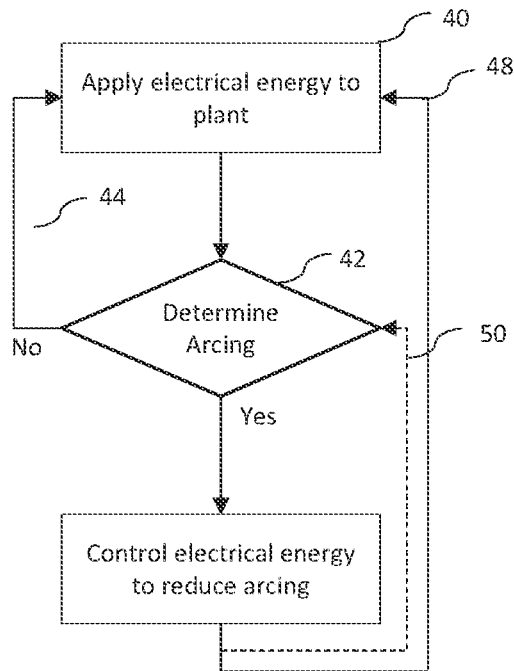 40
Apply electrical energy to
plant
48
44
42
Determine
Arcing
50
No
Yes
Control electrical energy
to reduce arcing